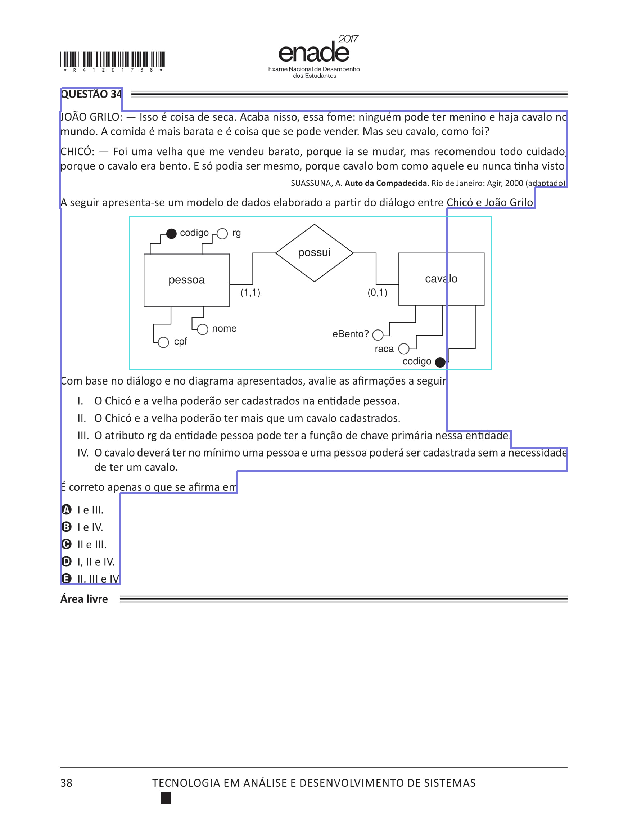 *R41201738*
enade 2017
Exame Nacional de Desempenho
dos Estudantes
QUESTÃO 34
JOÃO GRILO: — Isso é coisa de seca. Acaba nisso, essa fome: ninguém pode ter menino e haja cavalo no
mundo. A comida é mais barata e é coisa que se pode vender. Mas seu cavalo, como foi?
CHICÓ: — Foi uma velha que me vendeu barato, porque ia se mudar, mas recomendou todo cuidado,
porque o cavalo era bento. E só podia ser mesmo, porque cavalo bom como aquele eu nunca tinha visto.
SUASSUNA, A. Auto da Compadecida. Rio de Janeiro: Agir, 2000 (adaptado).
A seguir apresenta-se um modelo de dados elaborado a partir do diálogo entre Chicó e João Grilo.
codigo rg
possui
pessoa
cavalo
(1,1) (0,1)
nome
cpf
eBento?
raca
codigo
Com base no diálogo e no diagrama apresentados, avalie as afirmações a seguir.
I. O Chicó e a velha poderão ser cadastrados na entidade pessoa.
II. O Chicó e a velha poderão ter mais que um cavalo cadastrados.
III. O atributo rg da entidade pessoa pode ter a função de chave primária nessa entidade.
IV. O cavalo deverá ter no mínimo uma pessoa e uma pessoa poderá ser cadastrada sem a necessidade
de ter um cavalo.
É correto apenas o que se afirma em
A I e III.
B I e IV.
C II e III.
D I, II e IV.
E II, III e IV.
Área livre
38
TECNOLOGIA EM ANÁLISE E DESENVOLVIMENTO DE SISTEMAS